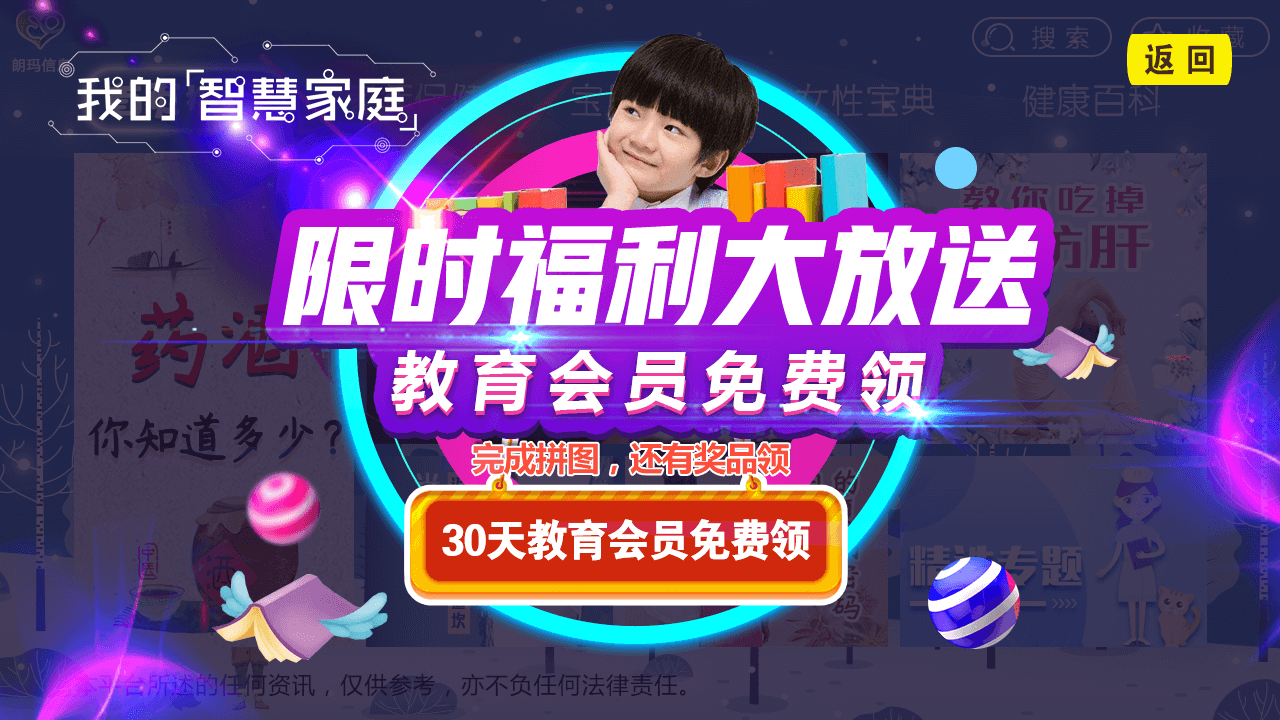 朗玛信息
搜索
返回
我的「智慧家庭」
女性宝典
健康百科
教你吃掉
限时福利大放送
教育会员免费领
你知道多少?
完成拼图，还有奖品领
30天教育会员免费领
精选专题
本平台所述的任何资讯，仅供参考，亦不负任何法律责任。